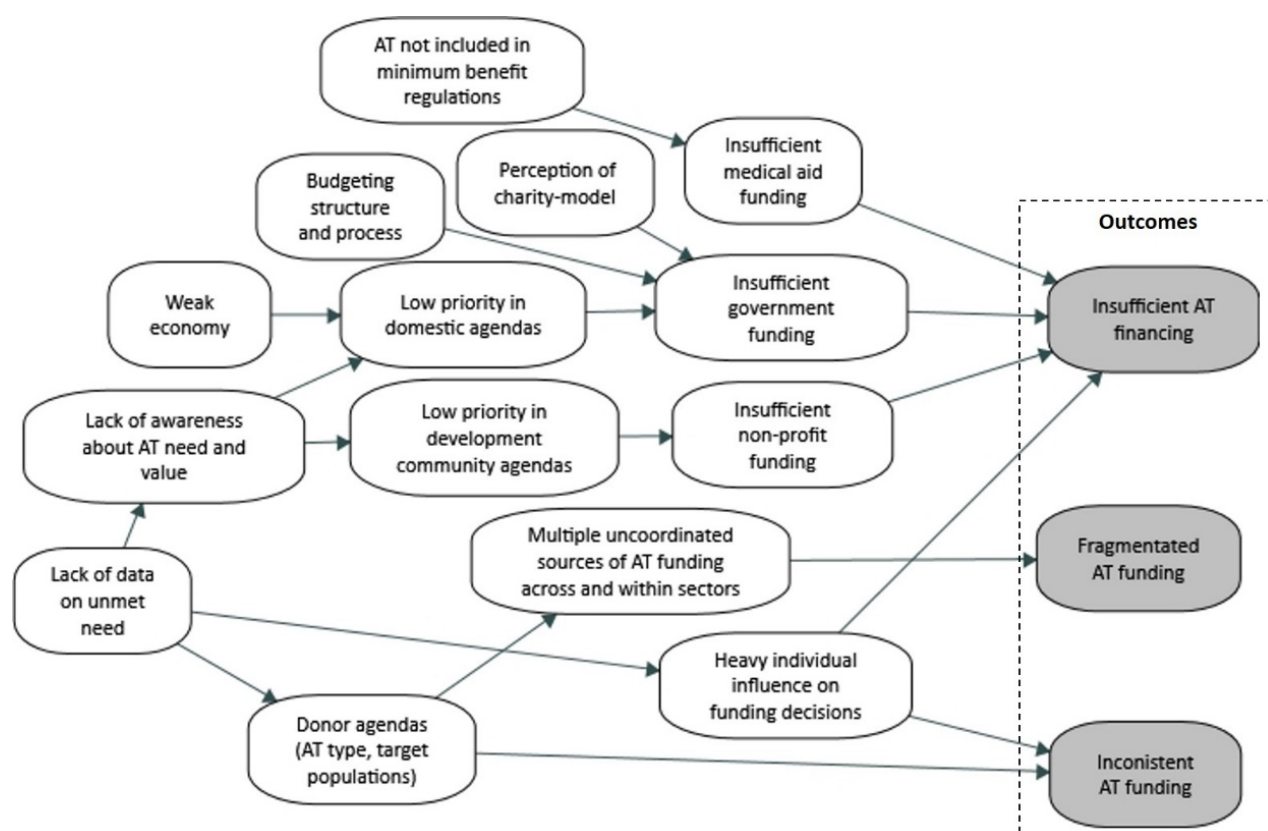 AT not included in
minimum benefit
regulations
Insufficient
medical aid
funding
Perception of
charity-model
Budgeting
structure
and process
Outcomes
Weak
economy
Low priority in
domestic agendas
Insufficient
government
funding
Insufficient AT
financing
Lack of awareness
about AT need and
value
Low priority in
development
community agendas
Insufficient
non-profit
funding
Multiple uncoordinated
sources of AT funding
across and within sectors
Fragmentated
AT funding
Lack of data
on unmet
need
Heavy individual
influence on
funding decisions
Donor agendas
(AT type, target
populations)
Inconistent
AT funding